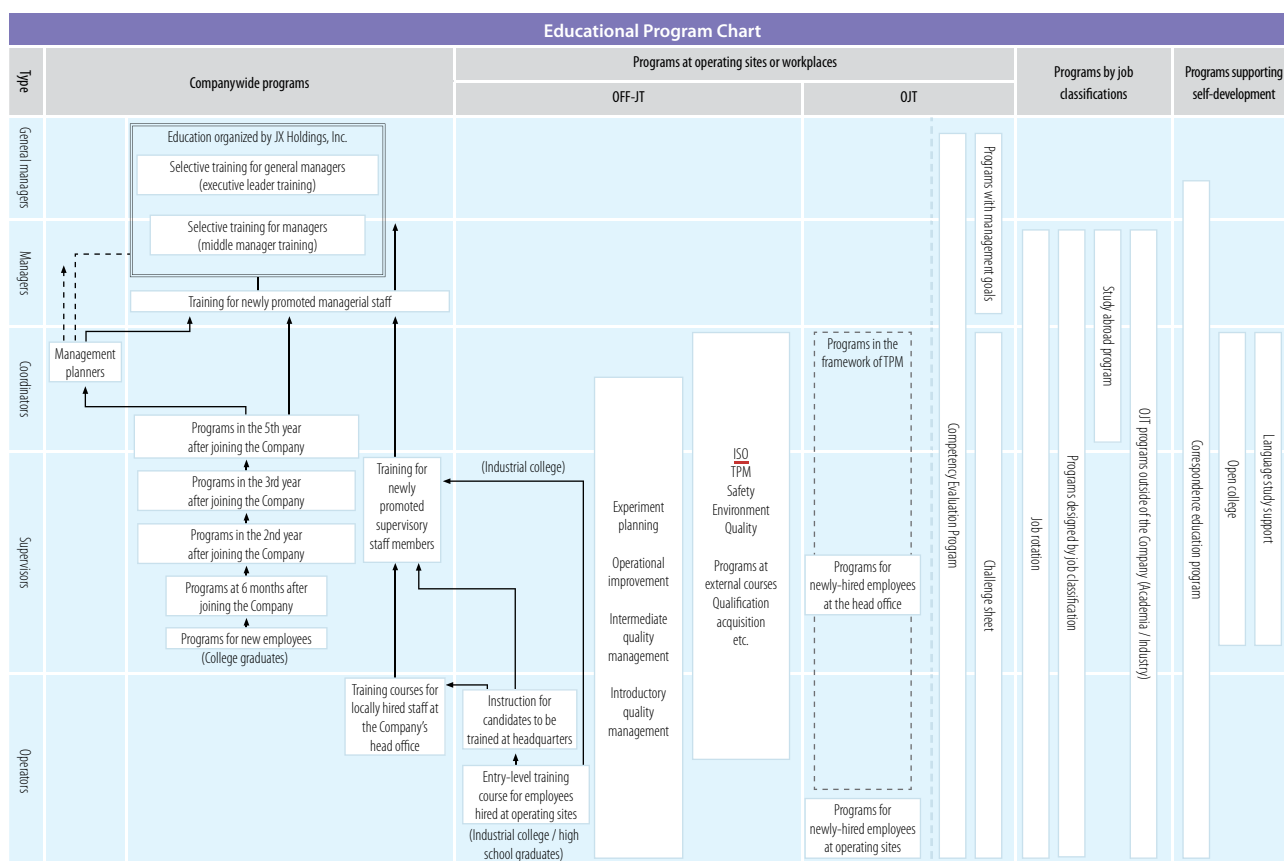 Educational Program Chart
Type
Companywide programs
Programs at operating sites or workplaces
OFF-JT
OJT
Programs by job
classifications
Programs supporting
self-development
General managers
Managers
Coordinators
Supervisors
Operators
Education organized by JX Holdings, Inc.
Selective training for general managers
(executive leader training)
Selective training for managers
(middle manager training)
Training for newly promoted managerial staff
Management
planners
Programs in the 5th year
after joining the Company
Programs in the 3rd year
after joining the Company
Programs in the 2nd year
after joining the Company
Programs at 6 months after
joining the Company
Programs for new employees
(College graduates)
Training for
newly
promoted
supervisory
staff members
Training courses for
locally hired staff at
the Company's
head office
(Industrial college)
Instruction for
candidates to be
trained at headquarters
Entry-level training
course for employees
hired at operating sites
(Industrial college / high
school graduates)
Experiment
planning
Operational
improvement
Intermediate
quality
management
Introductory
quality
management
ISO
TPM
Safety
Environment
Quality
Programs at
external courses
Qualification
acquisition
etc.
Programs in the
framework of TPM
Programs for
newly-hired employees
at the head office
Programs for
newly-hired employees
at operating sites
Competency Evaluation Program
Programs with management goals
Challenge sheet
Job rotation
Programs designed by job classification
Study abroad program
OJT programs outside of the Company (Academia / Industry)
Correspondence education program
Open college
Language study support